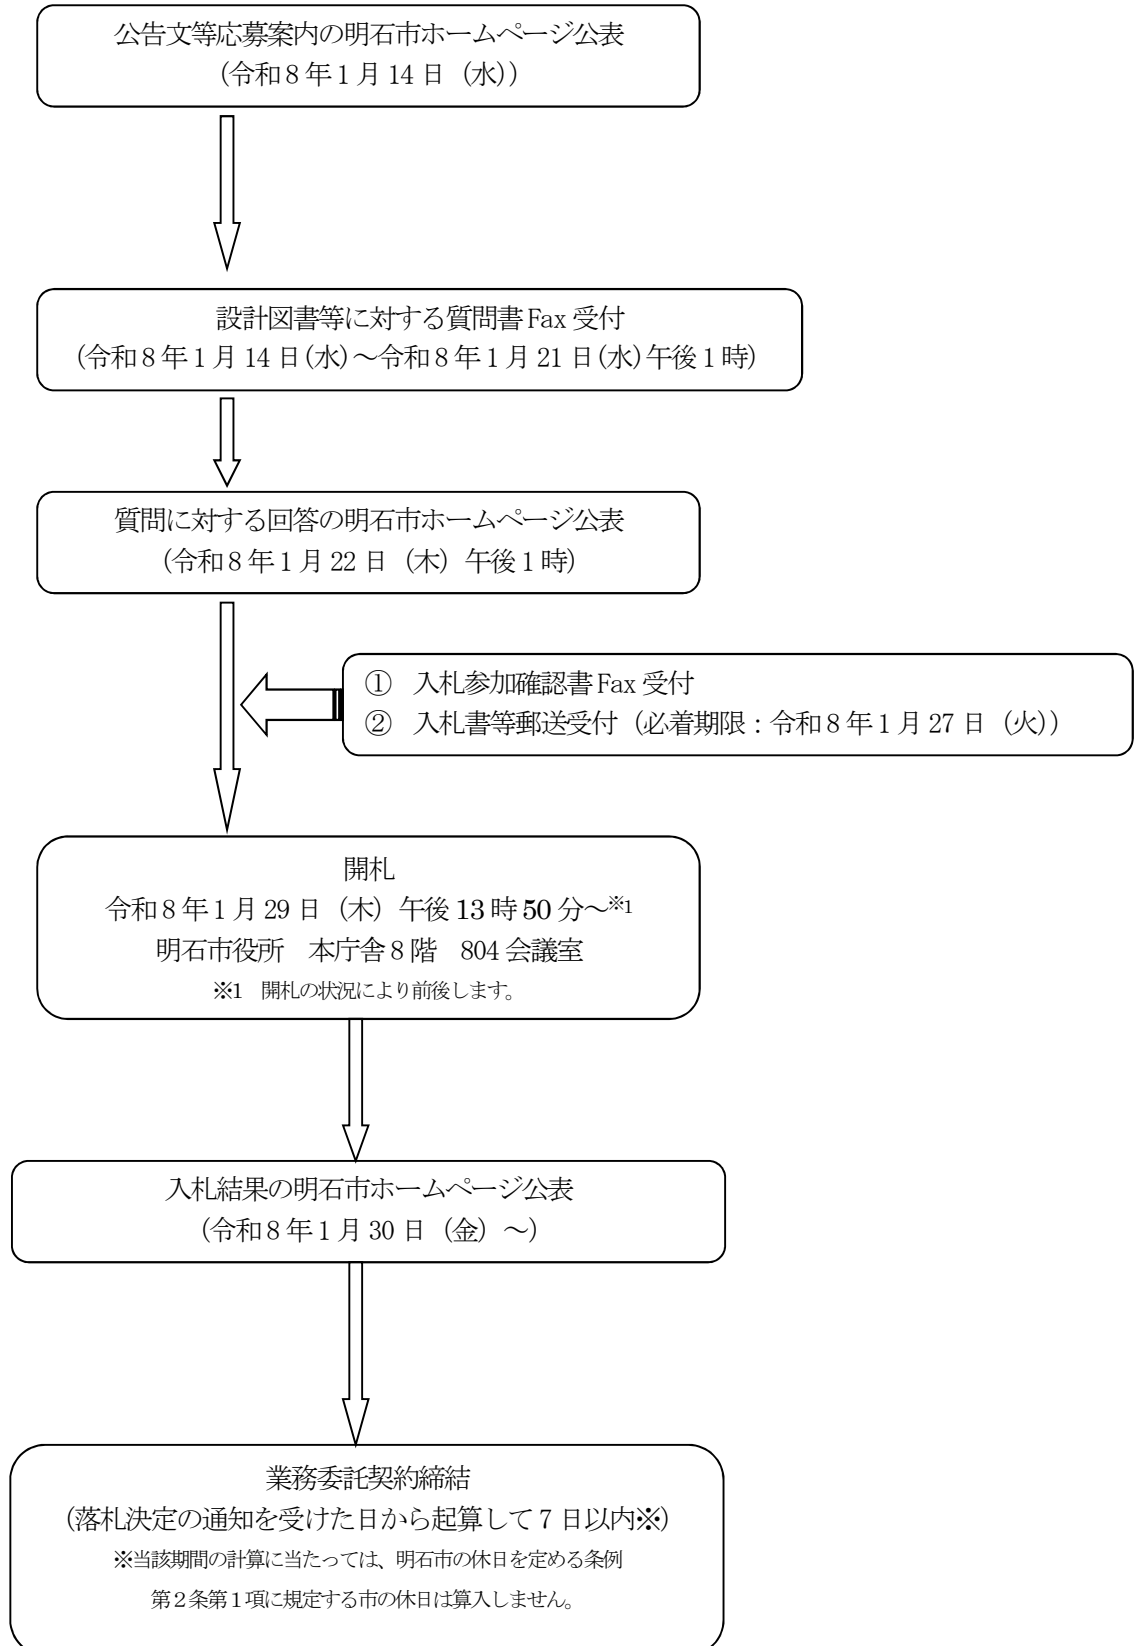 公告文等応募案内の明石市ホームページ公表
(令和8年1月14日（水）)
設計図書等に対する質問書Fax受付
(令和8年1月14日(水)～令和8年1月21日(水)午後1時)
質問に対する回答の明石市ホームページ公表
(令和8年1月22日（木）午後1時)
①　入札参加確認書Fax受付
②　入札書等郵送受付（必着期限：令和8年1月27日（火））
開札
令和8年1月29日（木）午後13時50分～※1
明石市役所　本庁舎8階　804会議室
※1　開札の状況により前後します。
入札結果の明石市ホームページ公表
(令和8年1月30日（金）～)
業務委託契約締結
(落札決定の通知を受けた日から起算して7日以内※)
※当該期間の計算に当たっては、明石市の休日を定める条例
第２条第１項に規定する市の休日は算入しません。